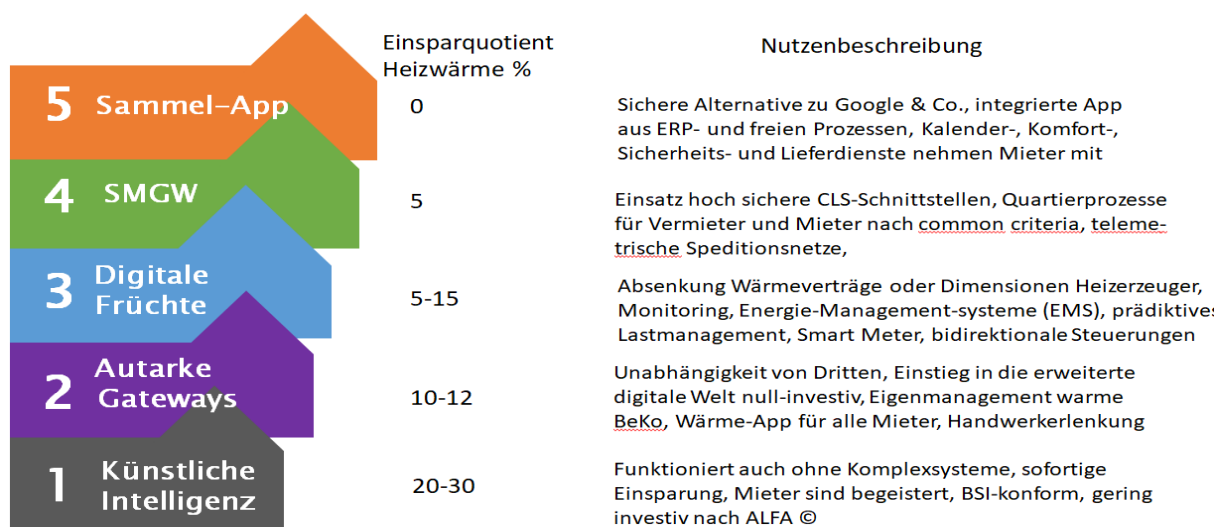 Einsparquotient
Heizwärme %
Nutzenbeschreibung
5 Sammel-App
0
Sichere Alternative zu Google & Co., integrierte App
aus ERP- und freien Prozessen, Kalender-, Komfort-,
Sicherheits- und Lieferdienste nehmen Mieter mit
4 SMGW
5
Einsatz hoch sichere CLS-Schnittstellen, Quartierprozesse
für Vermieter und Mieter nach common criteria, teleme-
trische Speditionsnetze,
3 Digitale
Früchte
5-15
Absenkung Wärmeverträge oder Dimensionen Heizerzeuger,
Monitoring, Energie-Management-systeme (EMS), prädiktives
Lastmanagement, Smart Meter, bidirektionale Steuerungen
2 Autarke
Gateways
10-12
Unabhängigkeit von Dritten, Einstieg in die erweiterte
digitale Welt null-investiv, Eigenmanagement warme
BeKo, Wärme-App für alle Mieter, Handwerkerlenkung
1 Künstliche
Intelligenz
20-30
Funktioniert auch ohne Komplexsysteme, sofortige
Einsparung, Mieter sind begeistert, BSI-konform, gering
investiv nach ALFA ©